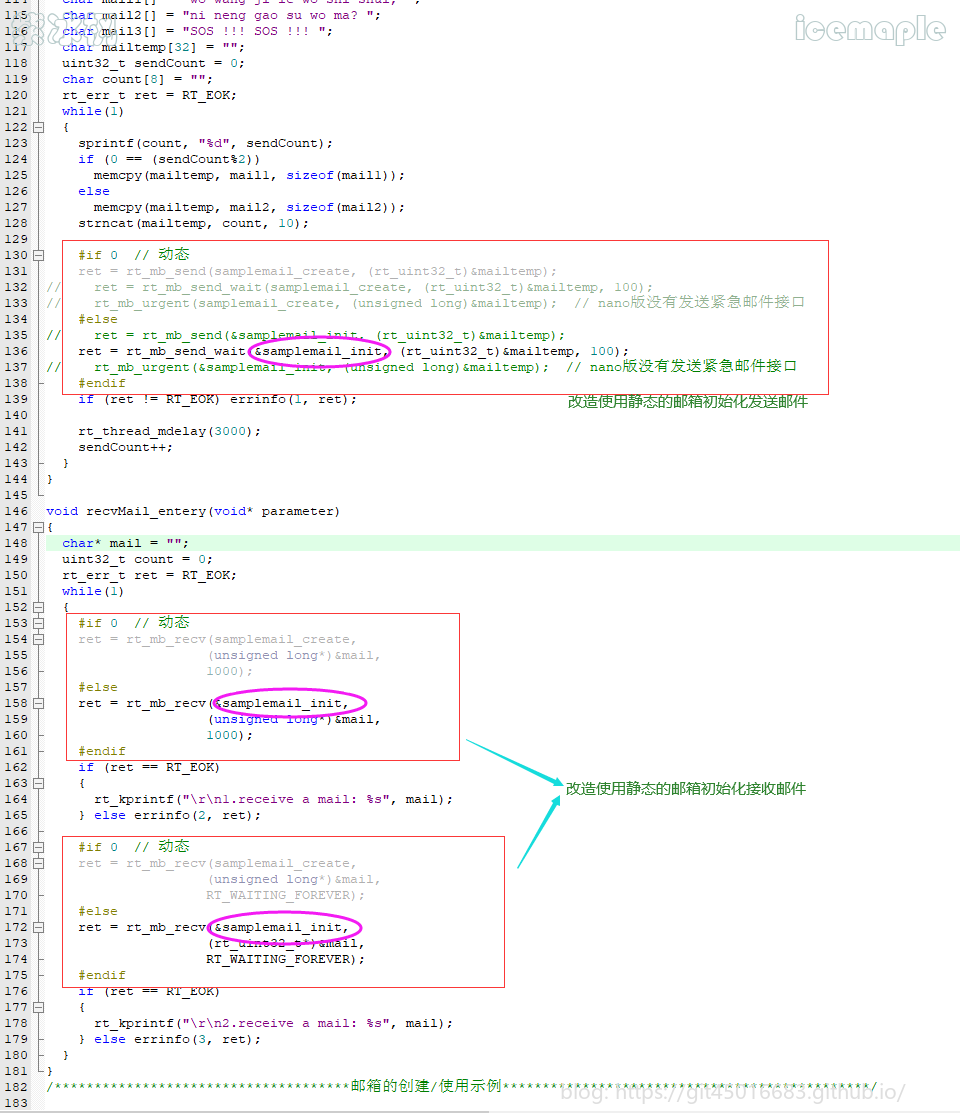 icemaple
115 char mail2[] = "ni neng gao su wo ma? ";
116 char mail3[] = "SOS !!! SOS !!! ";
117 char mailtemp[32] = "";
118 uint32_t sendCount = 0;
119 char count[8] = "";
120 rt_err_t ret = RT_EOK;
121 while(1)
122 {
123 sprintf(count, "%d", sendCount);
124 if (0 == (sendCount%2))
125 memcpy(mailtemp, mail1, sizeof(mail1));
126 else
127 memcpy(mailtemp, mail2, sizeof(mail2));
128 strncat(mailtemp, count, 10);
129
130 #if 0 // 动态
131 ret = rt_mb_send(samplemail_create, (rt_uint32_t)&mailtemp);
132 // ret = rt_mb_send_wait(samplemail_create, (rt_uint32_t)&mailtemp, 100);
133 // rt_mb_urgent(samplemail_create, (unsigned long)&mailtemp); // nano版没有发送紧急邮件接口
134 #else
135 // ret = rt_mb_send(&samplemail_init, (rt_uint32_t)&mailtemp);
136 ret = rt_mb_send_wait(&samplemail_init, (rt_uint32_t)&mailtemp, 100);
137 // rt_mb_urgent(&samplemail_init, (unsigned long)&mailtemp); // nano版没有发送紧急邮件接口
138 #endif
139 if (ret != RT_EOK) errinfo(1, ret);
改造使用静态的邮箱初始化发送邮件
140
141 rt_thread_mdelay(3000);
142 sendCount++;
143 }
144 }
145
146 void recvMail_entery(void* parameter)
147 {
148 char* mail = "";
149 uint32_t count = 0;
150 rt_err_t ret = RT_EOK;
151 while(1)
152 {
153 #if 0 // 动态
154 ret = rt_mb_recv(samplemail_create,
155 (unsigned long*)&mail,
156 1000);
157 #else
158 ret = rt_mb_recv(&samplemail_init,
159 (unsigned long*)&mail,
160 1000);
161 #endif
162 if (ret == RT_EOK)
163 {
改造使用静态的邮箱初始化接收邮件
164 rt_kprintf("\r\n1.receive a mail: %s", mail);
165 } else errinfo(2, ret);
166
167 #if 0 // 动态
168 ret = rt_mb_recv(samplemail_create,
169 (unsigned long*)&mail,
170 RT_WAITING_FOREVER);
171 #else
172 ret = rt_mb_recv(&samplemail_init,
173 (rt_uint32_t*)&mail,
174 RT_WAITING_FOREVER);
175 #endif
176 if (ret == RT_EOK)
177 {
178 rt_kprintf("\r\n2.receive a mail: %s", mail);
179 } else errinfo(3, ret);
180 }
181 }
182 /*************************************邮箱的创建/使用示例**********************************************/
blog: https://git45016683.github.io/
183